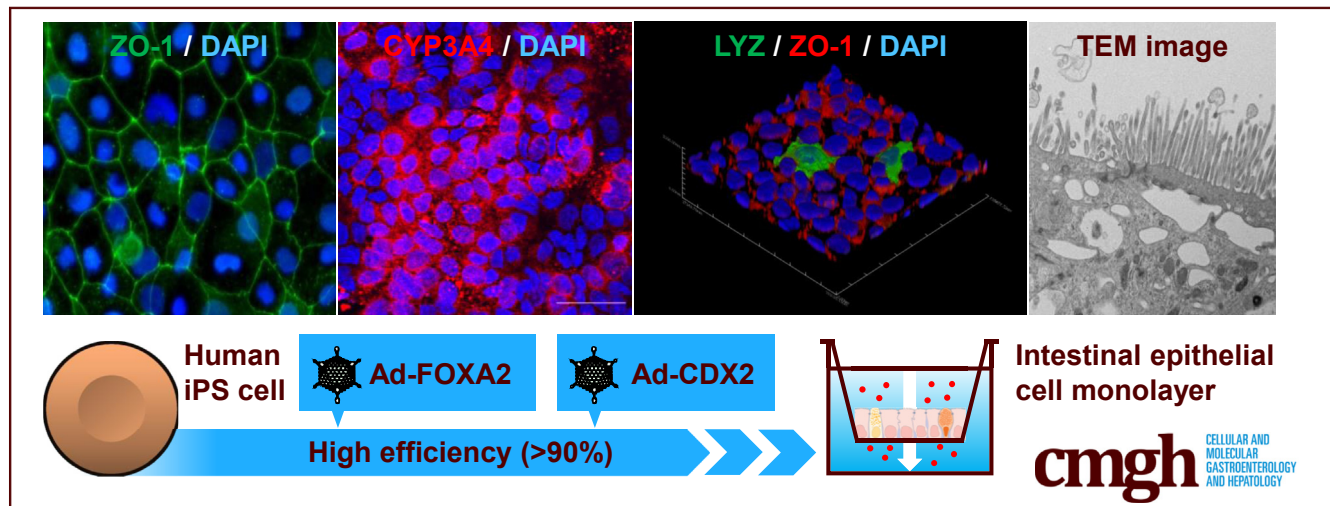 ZO-1 / DAPI
CYP3A4 / DAPI
LYZ / ZO-1 / DAPI
TEM image
Human
iPS cell
Ad-FOXA2
Ad-CDX2
High efficiency (>90%)
Intestinal epithelial
cell monolayer
cmgh
CELLULAR AND
MOLECULAR
GASTROENTEROLOGY
AND HEPATOLOGY